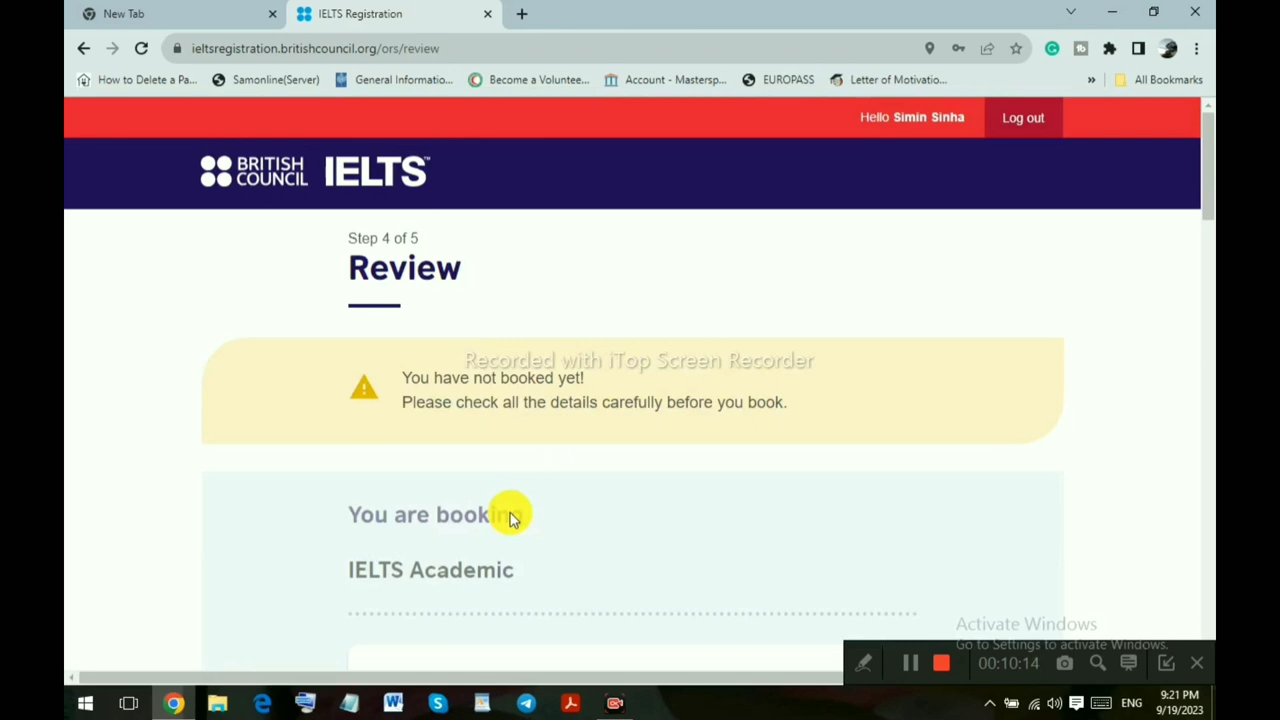 New Tab
IELTS Registration
ieltsregistration.britishcouncil.org/ors/review
How to Delete a Pa...
Samonline(Server)
General Informatio...
Become a Voluntee...
Account - Mastersp...
EUROPASS
Letter of Motivatio...
»
All Bookmarks
Hello Simin Sinha
Log out
BRITISH
COUNCIL
IELTS™
Step 4 of 5
Review
Recorded with iTop Screen Recorder
You have not booked yet!
Please check all the details carefully before you book.
You are booking
IELTS Academic
Activate Windows
Go to Settings to activate Windows.
00:10:14
ENG
9:21 PM
9/19/2023